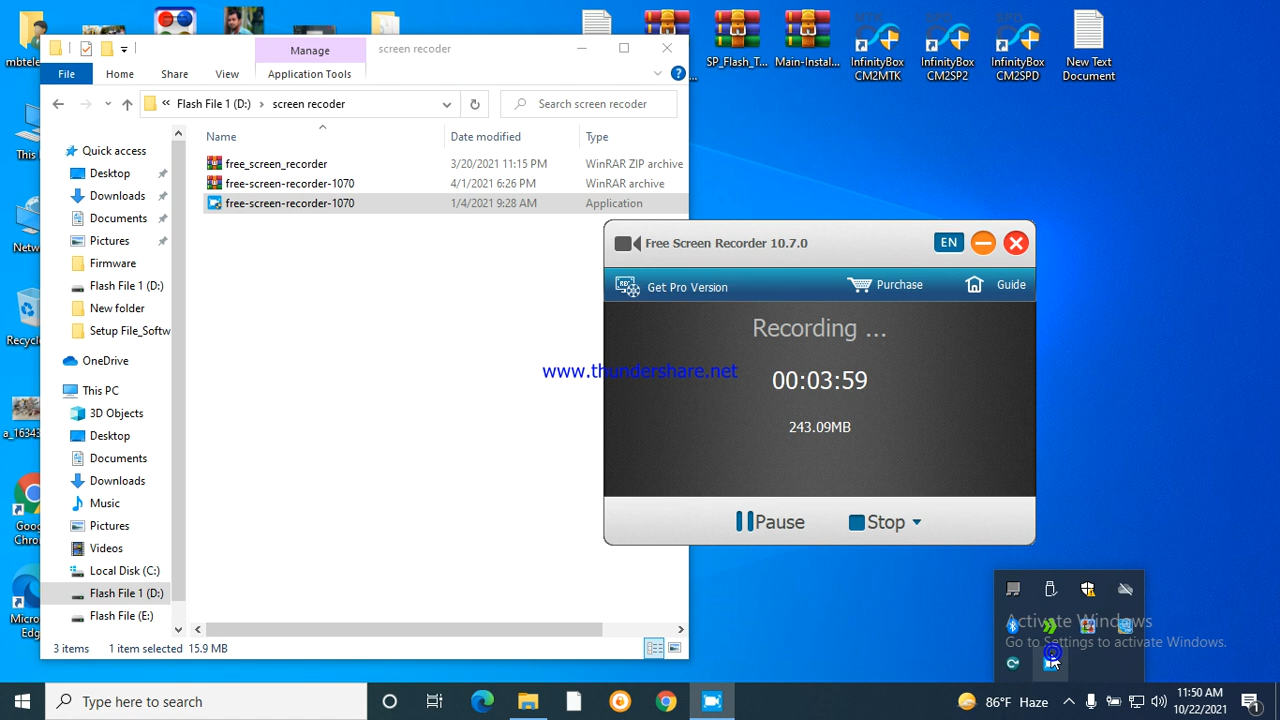 mbtele
SP_Flash_T...
Main-Instal...
InfinityBox
CM2MTK
InfinityBox
CM2SP2
InfinityBox
CM2SPD
New Text
Document
MTK
SPD
SPD
Manage
screen recoder
File
Home
Share
View
Application Tools
Flash File 1 (D:)
screen recoder
Search screen recoder
Name
Date modified
Type
free_screen_recorder
3/20/2021 11:15 PM
WinRAR ZIP archive
free-screen-recorder-1070
4/1/2021 6:26 PM
WinRAR archive
free-screen-recorder-1070
1/4/2021 9:28 AM
Application
Quick access
Desktop
Downloads
Documents
Pictures
Firmware
Flash File 1 (D:)
New folder
Setup File_Softw
OneDrive
This PC
3D Objects
Desktop
Documents
Downloads
Music
Pictures
Videos
Local Disk (C:)
Flash File 1 (D:)
Flash File (E:)
3 items
1 item selected 15.9 MB
This
Netw
Recyc
a_16343
Goo
Chro
Micro
Edg
Free Screen Recorder 10.7.0
EN
Get Pro Version
Purchase
Guide
Recording ...
www.thundershare.net
00:03:59
243.09MB
Pause
Stop
Activate Windows
Go to Settings to activate Windows.
Type here to search
86°F Haze
11:50 AM
10/22/2021
1